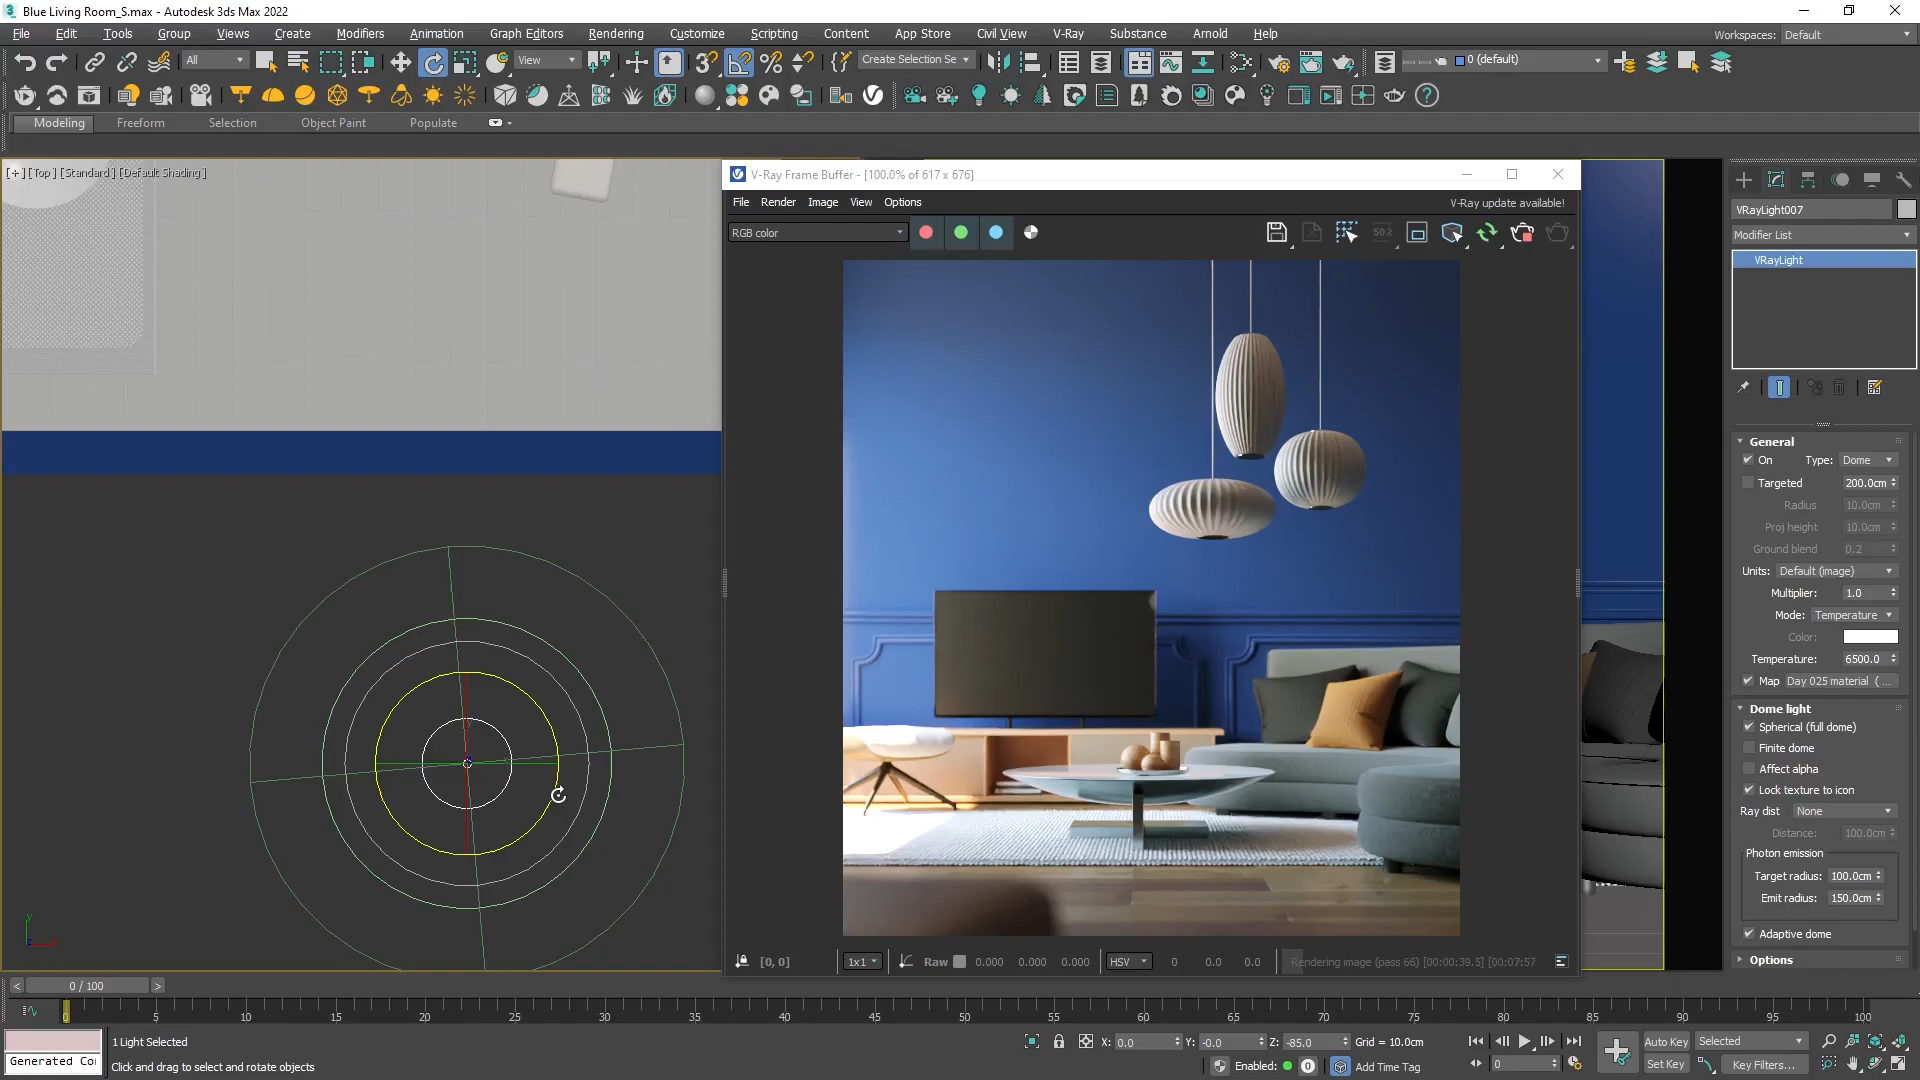 Blue Living Room_S.max - Autodesk 3ds Max 2022
File Edit Tools Group Views Create Modifiers Animation Graph Editors Rendering Customize Scripting Content App Store Civil View V-Ray Substance Arnold Help
Workspaces: Default
All View Create Selection Se 0 (default)
Modeling Freeform Selection Object Paint Populate
[+] [Top] [Standard] [Default Shading]
V-Ray Frame Buffer - [100.0% of 617 x 676]
File Render Image View Options V-Ray update available!
RGB color
VRayLight007
Modifier List
VRayLight
General
On Type: Dome
Targeted 200.0cm
Radius 10.0cm
Proj height 10.0cm
Ground blend 0.2
Units: Default (image)
Multiplier: 1.0
Mode: Temperature
Color:
Temperature: 6500.0
Map Day 025 material ( ...
Dome light
Spherical (full dome)
Finite dome
Affect alpha
Lock texture to icon
Ray dist None
Distance: 100.0cm
Photon emission
Target radius: 100.0cm
Emit radius: 150.0cm
Adaptive dome
Options
[0, 0] 1x1 Raw 0.000 0.000 0.000 HSV 0 0.0 0.0 Rendering image (pass 66) [00:00:39.5] [00:07:57
< 0 / 100 >
0 5 10 15 20 25 30 35 40 45 50 55 60 65 70 75 80 85 90 95 100
1 Light Selected
X: 0.0 Y: -0.0 Z: -85.0 Grid = 10.0cm
Auto Key Selected
Generated Cor
Click and drag to select and rotate objects
Enabled: 0 Add Time Tag
0
Set Key Key Filters...